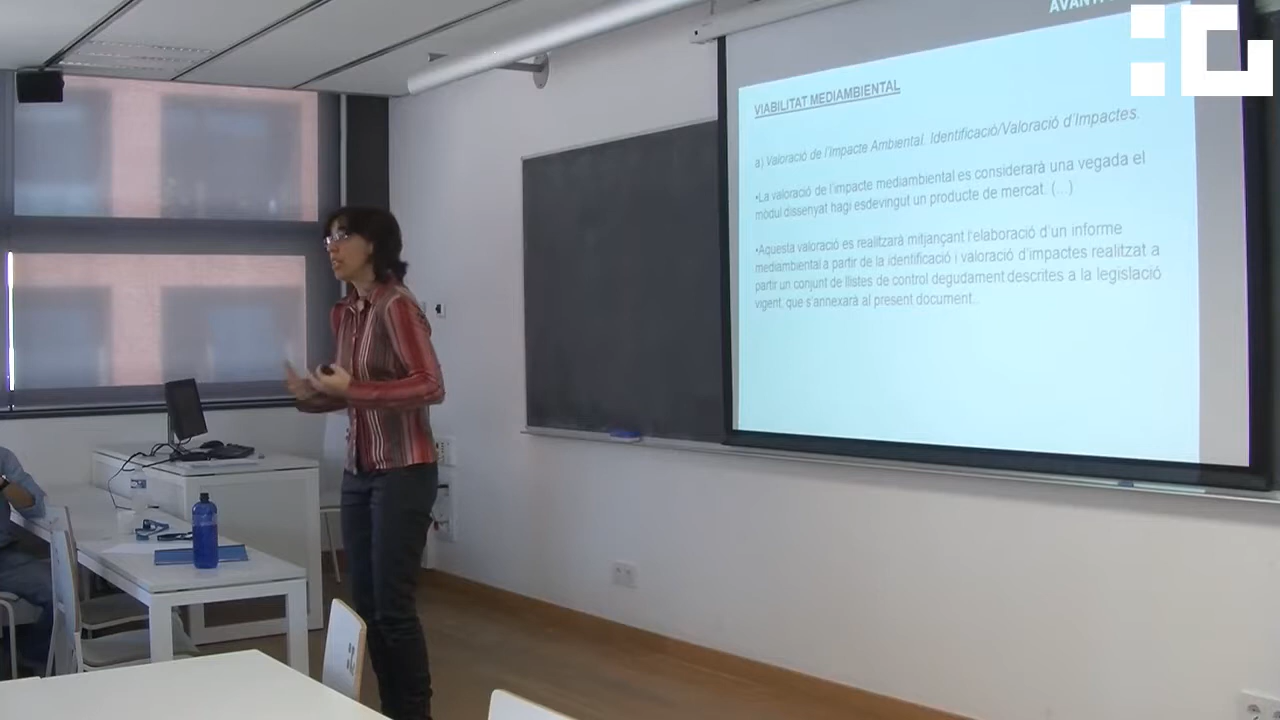 VIABILITAT MEDIAMBIENTAL
a) Valoració de l'Impacte Ambiental. Identificació/Valoració d'Impactes.
•La valoració de l'impacte mediambiental es considerarà una vegada el
mòdul dissenyat hagi esdevingut un producte de mercat. (...)
•Aquesta valoració es realitzarà mitjançant l'elaboració d'un informe
mediambiental a partir de la identificació i valoració d'impactes realitzat a
partir un conjunt de llistes de control degudament descrites a la legislació
vigent, que s'annexarà al present document.